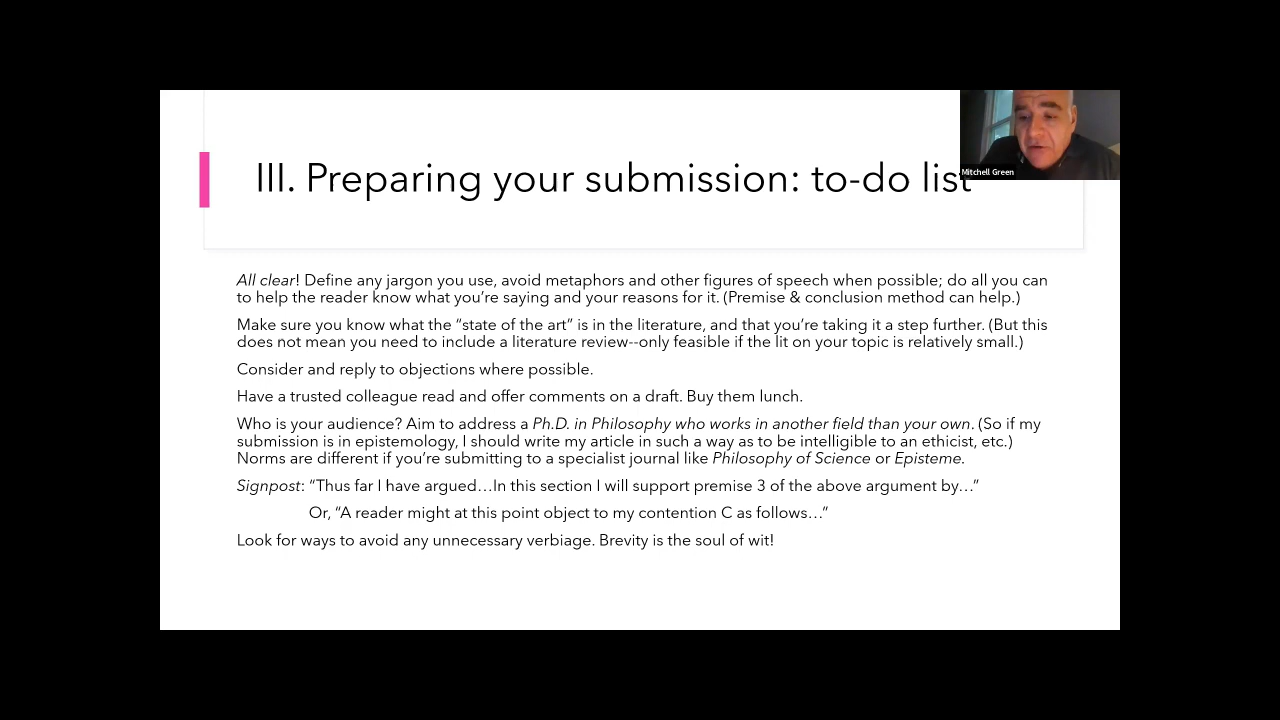 Mitchell Green
III. Preparing your submission: to-do list
All clear! Define any jargon you use, avoid metaphors and other figures of speech when possible; do all you can
to help the reader know what you’re saying and your reasons for it. (Premise & conclusion method can help.)
Make sure you know what the “state of the art” is in the literature, and that you’re taking it a step further. (But this
does not mean you need to include a literature review--only feasible if the lit on your topic is relatively small.)
Consider and reply to objections where possible.
Have a trusted colleague read and offer comments on a draft. Buy them lunch.
Who is your audience? Aim to address a Ph.D. in Philosophy who works in another field than your own. (So if my
submission is in epistemology, I should write my article in such a way as to be intelligible to an ethicist, etc.)
Norms are different if you’re submitting to a specialist journal like Philosophy of Science or Episteme.
Signpost: “Thus far I have argued…In this section I will support premise 3 of the above argument by…”
Or, “A reader might at this point object to my contention C as follows…”
Look for ways to avoid any unnecessary verbiage. Brevity is the soul of wit!